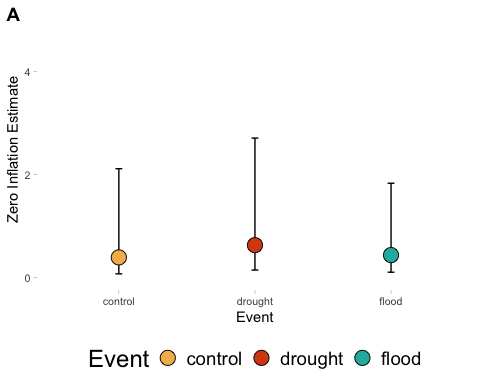 A
Zero Inflation Estimate
4
2
0
control drought flood
Event
Event control drought flood